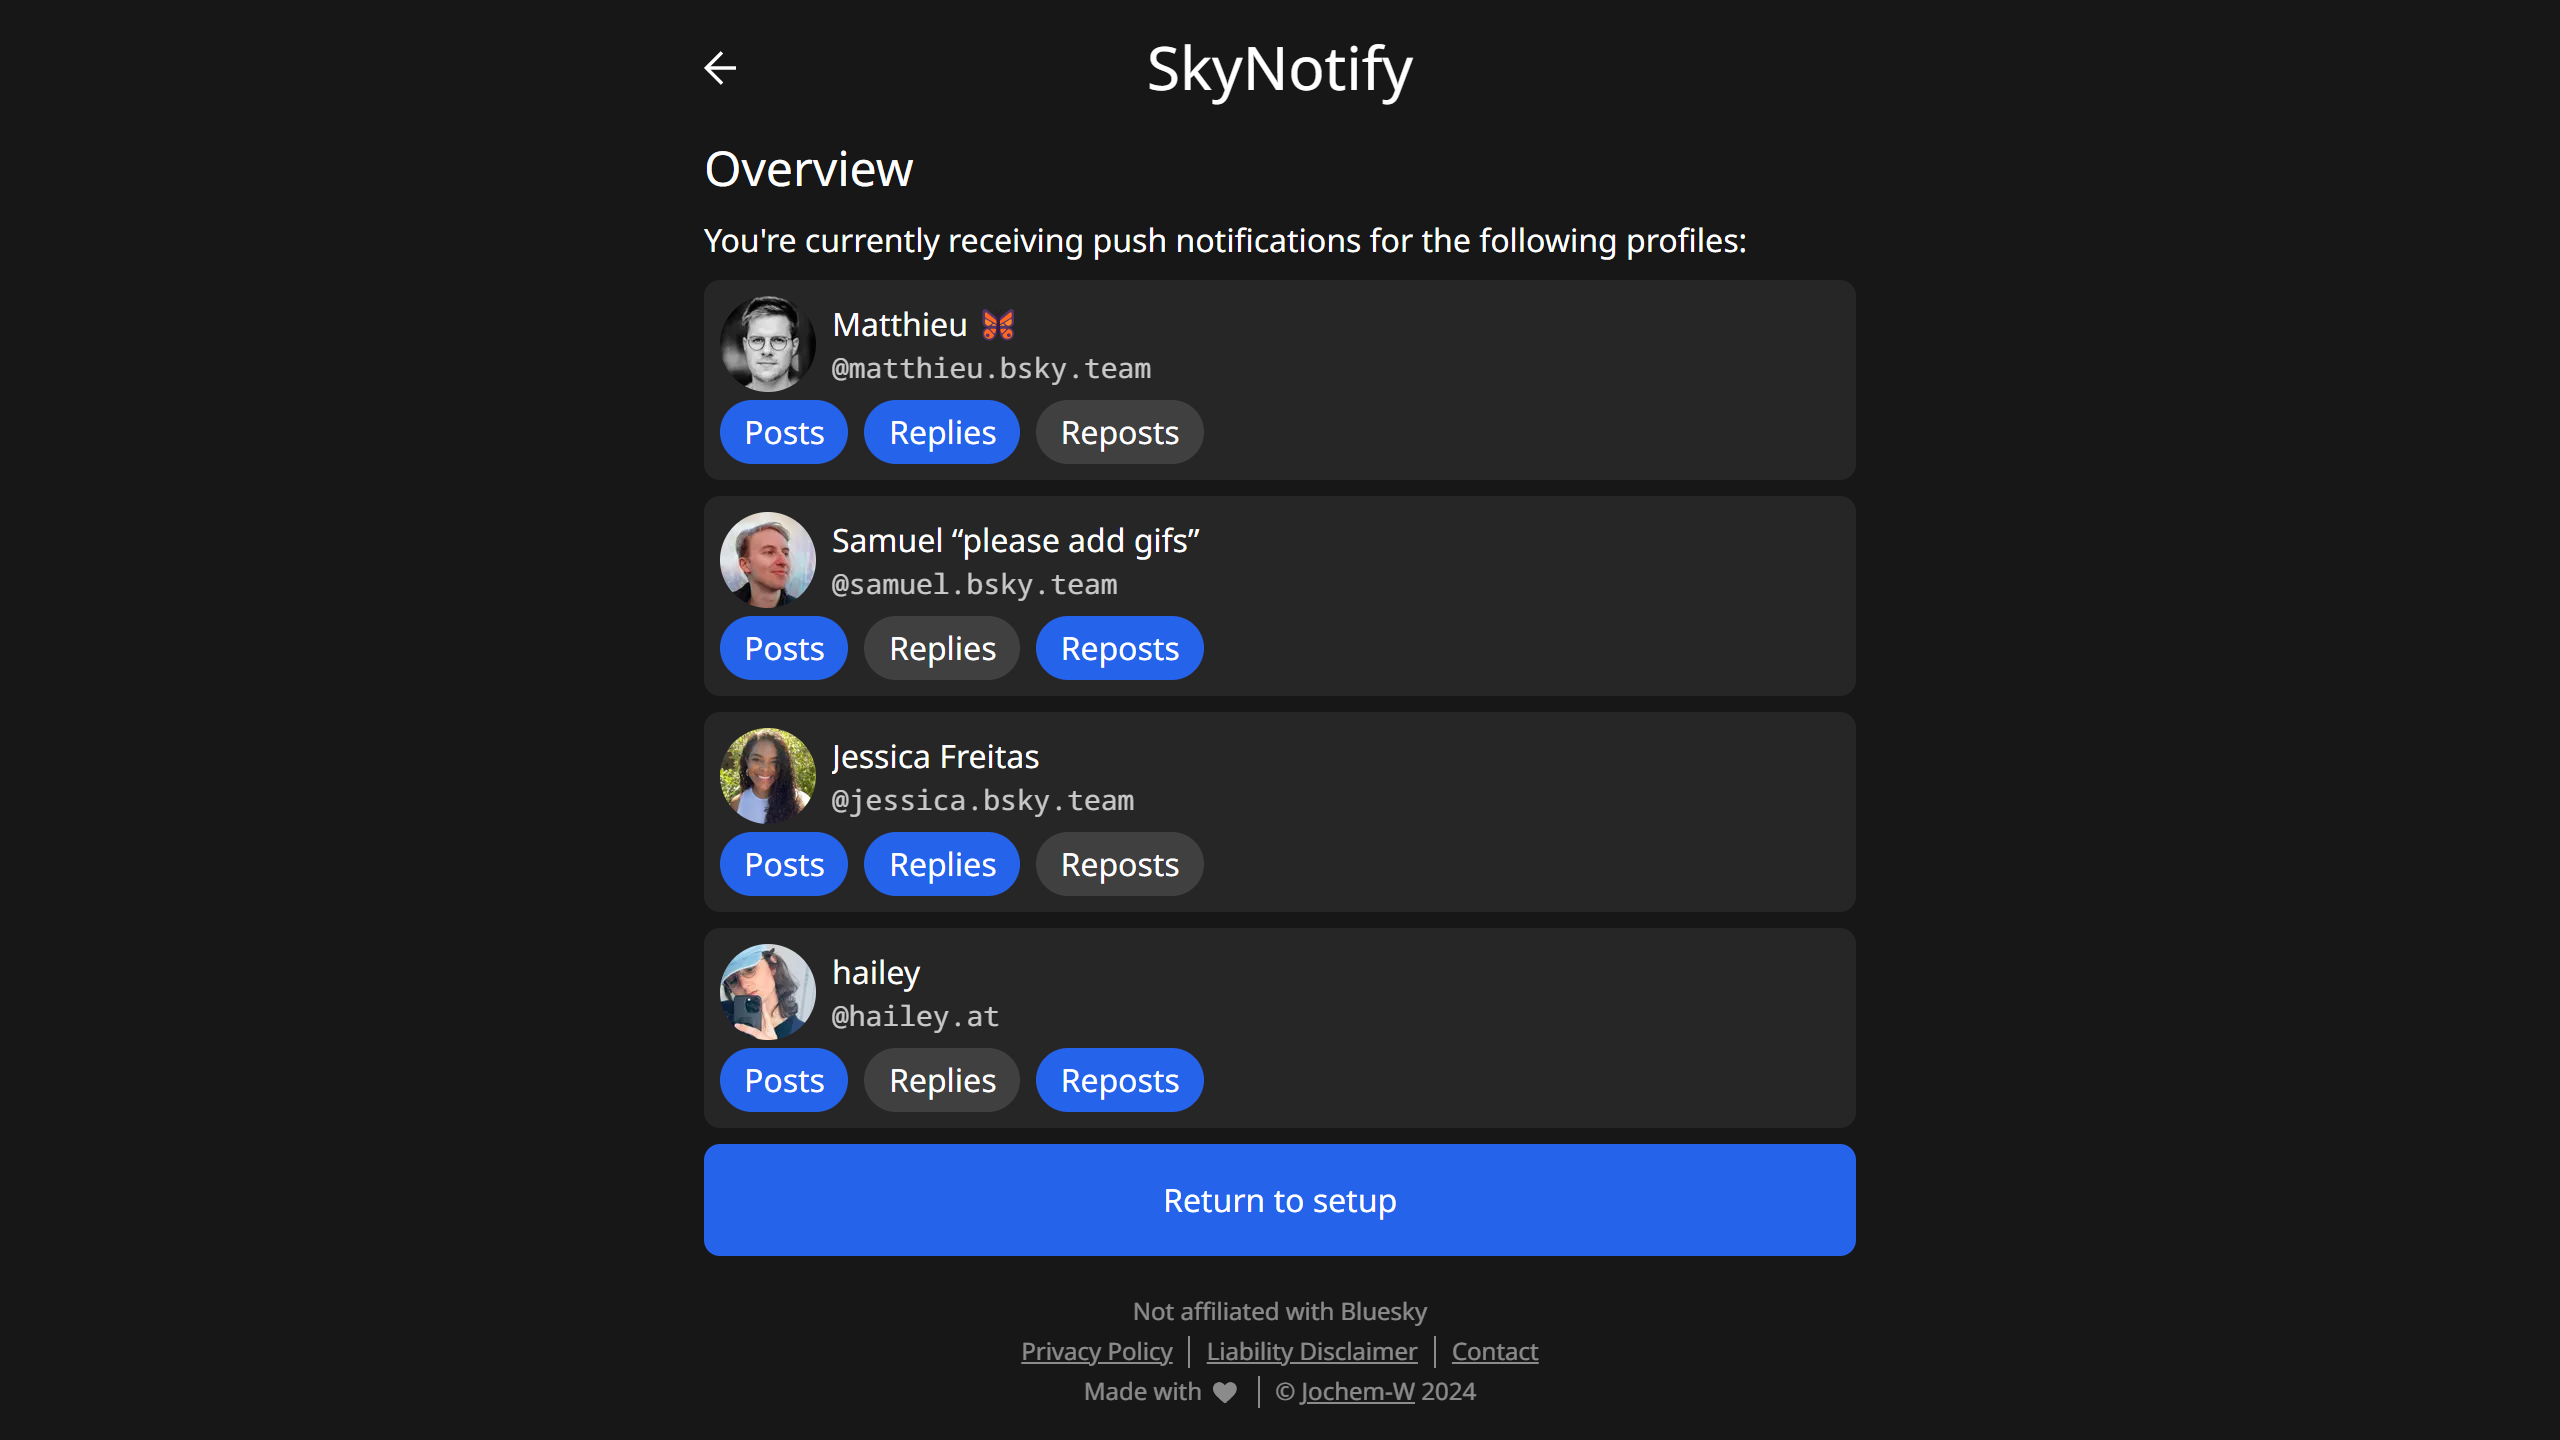 SkyNotify
Overview
You're currently receiving push notifications for the following profiles:
Matthieu 🦋
@matthieu.bsky.team
Posts Replies Reposts
Samuel “please add gifs”
@samuel.bsky.team
Posts Replies Reposts
Jessica Freitas
@jessica.bsky.team
Posts Replies Reposts
hailey
@hailey.at
Posts Replies Reposts
Return to setup
Not affiliated with Bluesky
Privacy Policy | Liability Disclaimer | Contact
Made with ♥ | © Jochem-W 2024